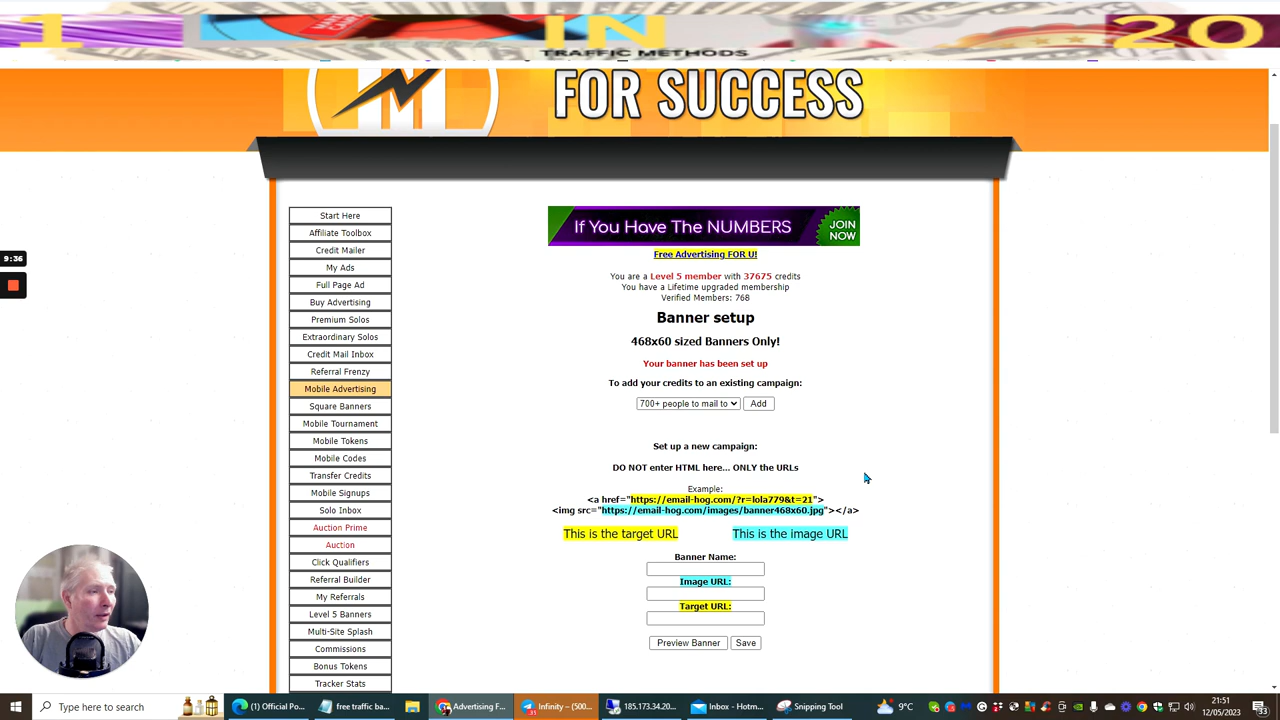 1 IN 20
TRAFFIC METHODS
FOR SUCCESS
If You Have The NUMBERS
JOIN
NOW
Free Advertising FOR U!
You are a Level 5 member with 37675 credits
You have a Lifetime upgraded membership
Verified Members: 768
Banner setup
468x60 sized Banners Only!
Your banner has been set up
To add your credits to an existing campaign:
700+ people to mail to Add
Set up a new campaign:
DO NOT enter HTML here... ONLY the URLs
Example:
<a href="https://email-hog.com/?r=lola779&t=21">
<img src="https://email-hog.com/images/banner468x60.jpg"></a>
This is the target URL This is the image URL
Banner Name:
Image URL:
Target URL:
Preview Banner Save
Start Here
Affiliate Toolbox
Credit Mailer
My Ads
Full Page Ad
Buy Advertising
Premium Solos
Extraordinary Solos
Credit Mail Inbox
Referral Frenzy
Mobile Advertising
Square Banners
Mobile Tournament
Mobile Tokens
Mobile Codes
Transfer Credits
Mobile Signups
Solo Inbox
Auction Prime
Auction
Click Qualifiers
Referral Builder
My Referrals
Level 5 Banners
Multi-Site Splash
Commissions
Bonus Tokens
Tracker Stats
9:36
Type here to search
(1) Official Po...
free traffic ba...
Advertising F...
Infinity – (500...
31
185.173.34.20...
Inbox - Hotm...
Snipping Tool
9°C
21:51
12/05/2023